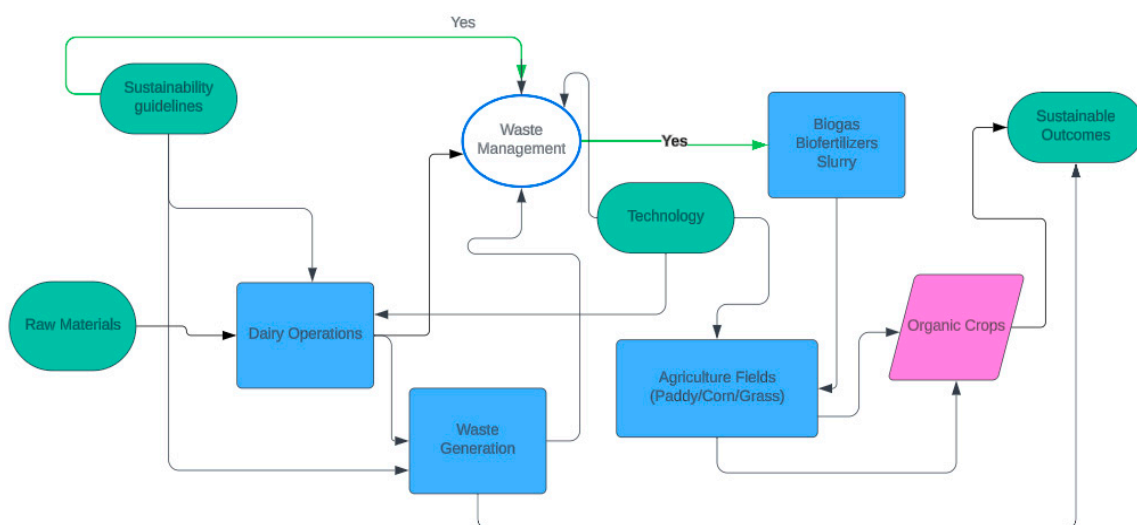 Yes
Sustainability
guidelines
Waste
Management
Yes
Biogas
Biofertilizers
Slurry
Sustainable
Outcomes
Technology
Raw Materials
Dairy Operations
Organic Crops
Agriculture Fields
(Paddy/Corn/Grass)
Waste
Generation